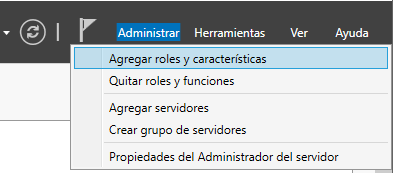 Administrar Herramientas Ver Ayuda
Agregar roles y características
Quitar roles y funciones
Agregar servidores
Crear grupo de servidores
Propiedades del Administrador del servidor